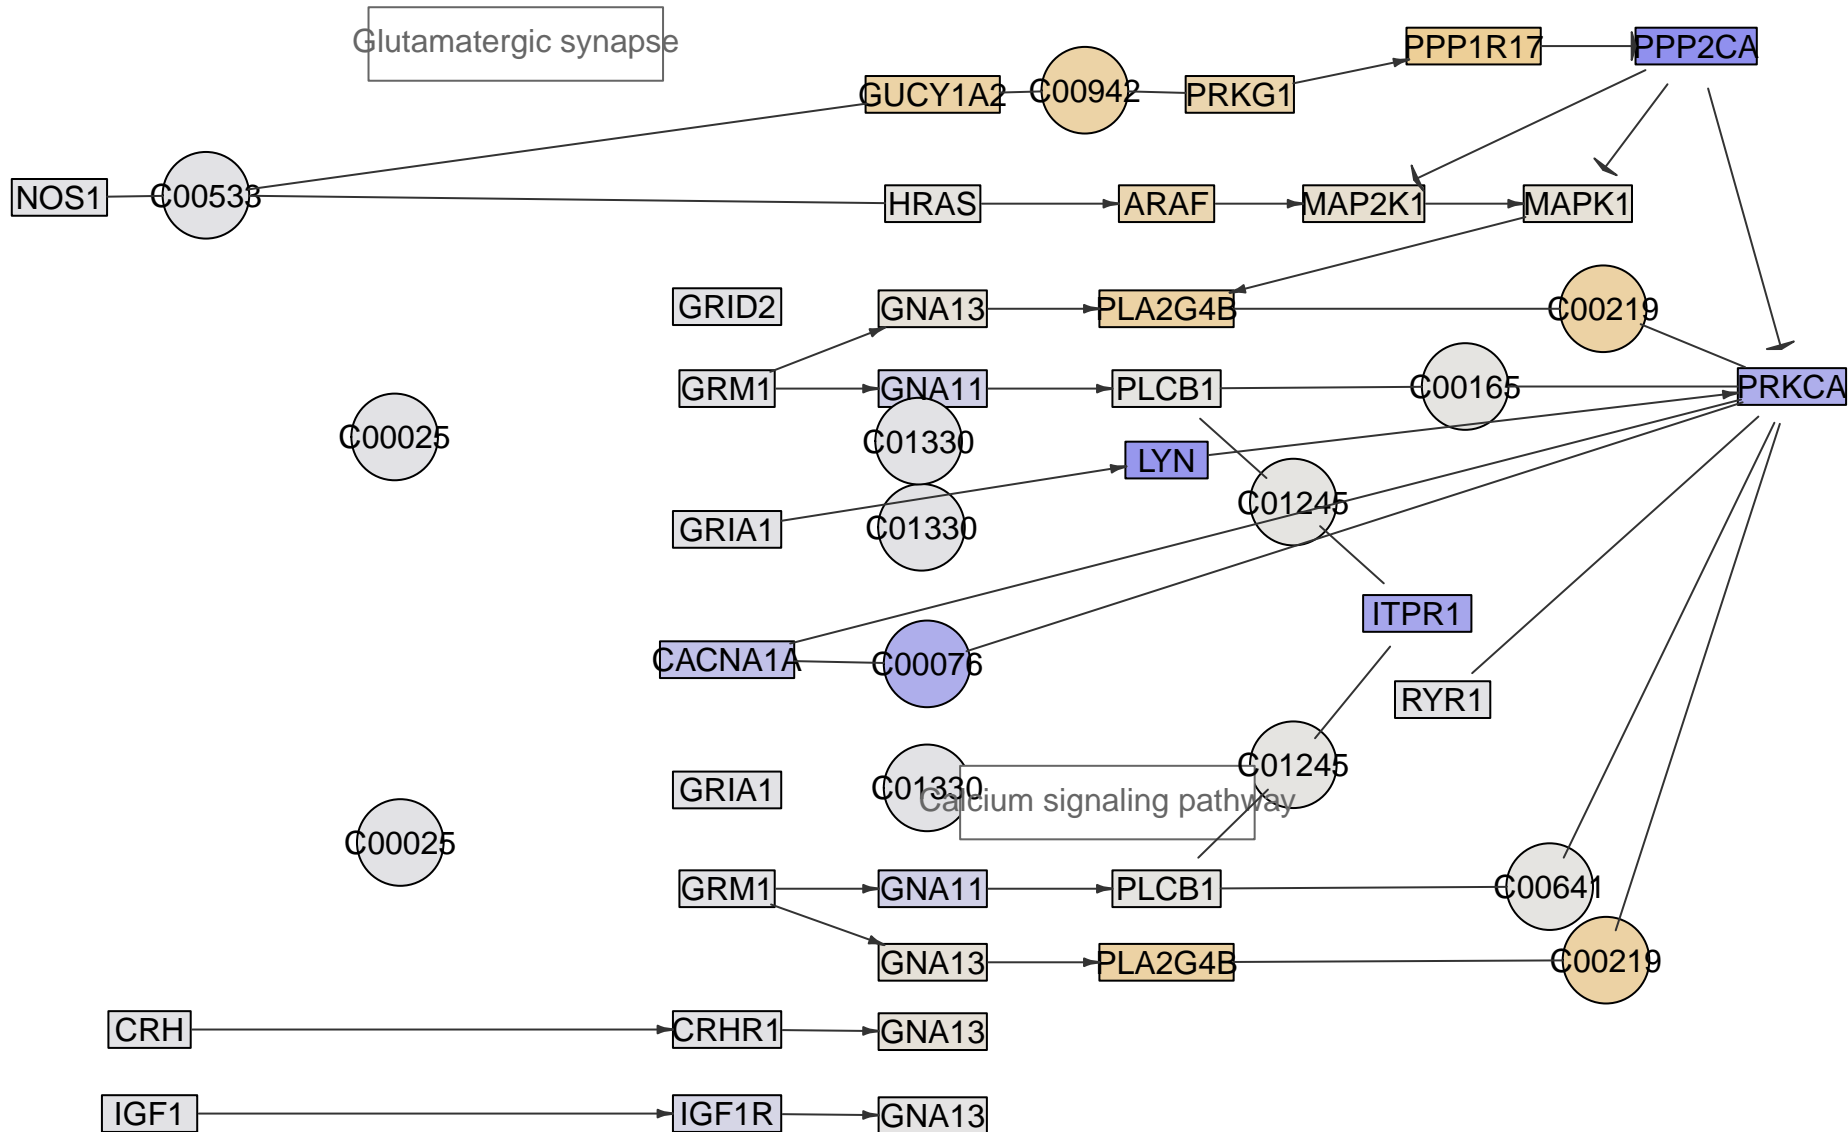 Glutamatergic synapse
PPP1R17
PPP2CA
GUCY1A2
C00942
PRKG1
NOS1
C00533
HRAS
ARAF
MAP2K1
MAPK1
GRID2
GNA13
PLA2G4B
C00219
GRM1
GNA11
PLCB1
C00165
PRKCA
C00025
C01330
LYN
C01245
GRIA1
C01330
ITPR1
CACNA1A
C00076
RYR1
C01245
GRIA1
C01330
Calcium signaling pathway
C00025
GRM1
GNA11
PLCB1
C00641
GNA13
PLA2G4B
C00219
CRH
CRHR1
GNA13
IGF1
IGF1R
GNA13